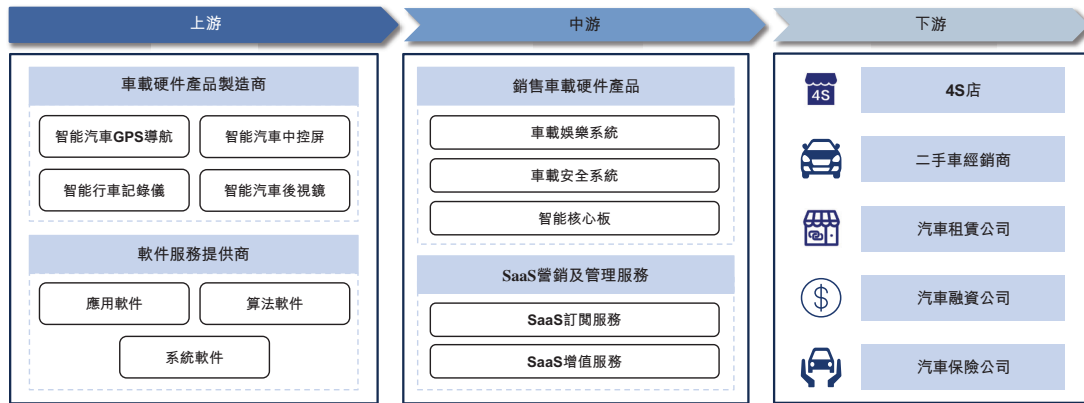 上游
車載硬件產品製造商
智能汽車GPS導航
智能汽車中控屏
智能行車記錄儀
智能汽車後視鏡
軟件服務提供商
應用軟件
算法軟件
系統軟件
中游
銷售車載硬件產品
車載娛樂系統
車載安全系統
智能核心板
SaaS營銷及管理服務
SaaS訂閱服務
SaaS增值服務
下游
4S
4S店
二手車經銷商
汽車租賃公司
$
汽車融資公司
汽車保險公司